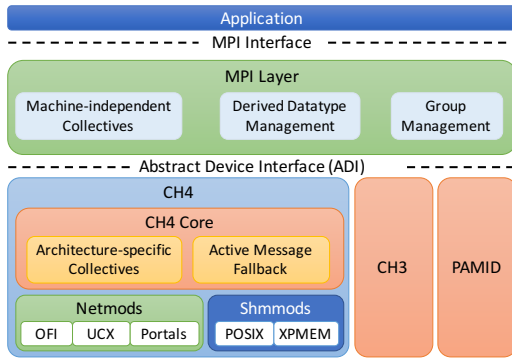 Application
MPI Interface
MPI Layer
Machine-independent
Collectives
Derived Datatype
Management
Group
Management
Abstract Device Interface (ADI)
CH4
CH4 Core
Architecture-specific
Collectives
Active Message
Fallback
Netmods
OFI
UCX
Portals
Shmmods
POSIX
XPMEM
CH3
PAMID